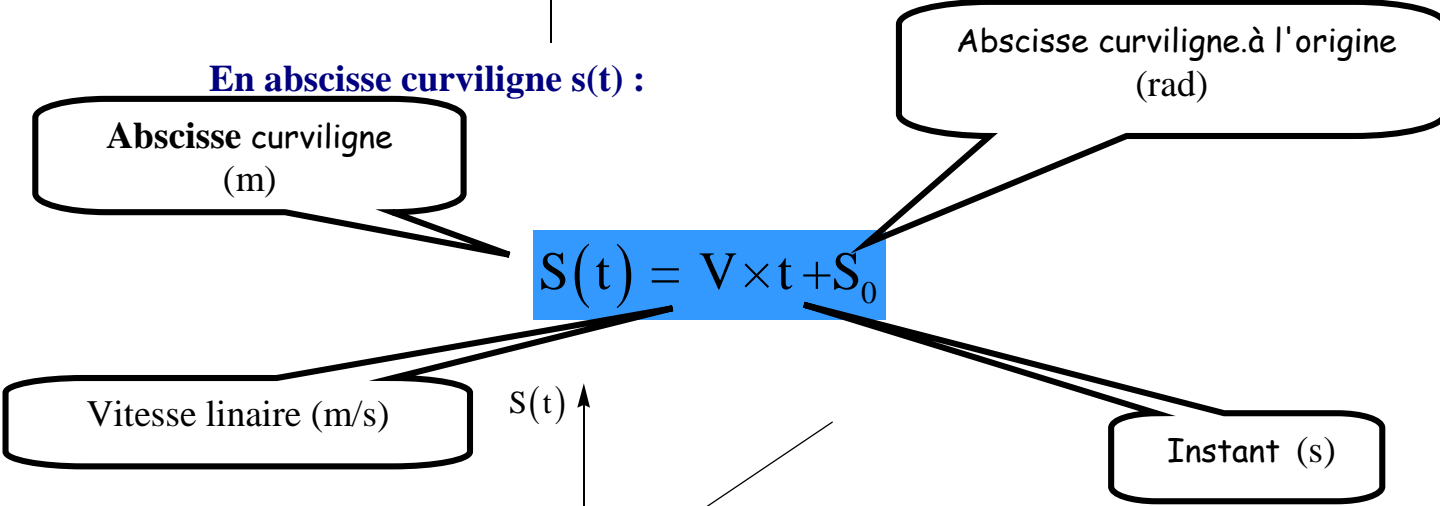 Abscisse curviligne.à l'origine
(rad)
En abscisse curviligne s(t) :
Abscisse curviligne
(m)
S(t) = V×t+S₀
Vitesse linaire (m/s)
S(t)
Instant (s)